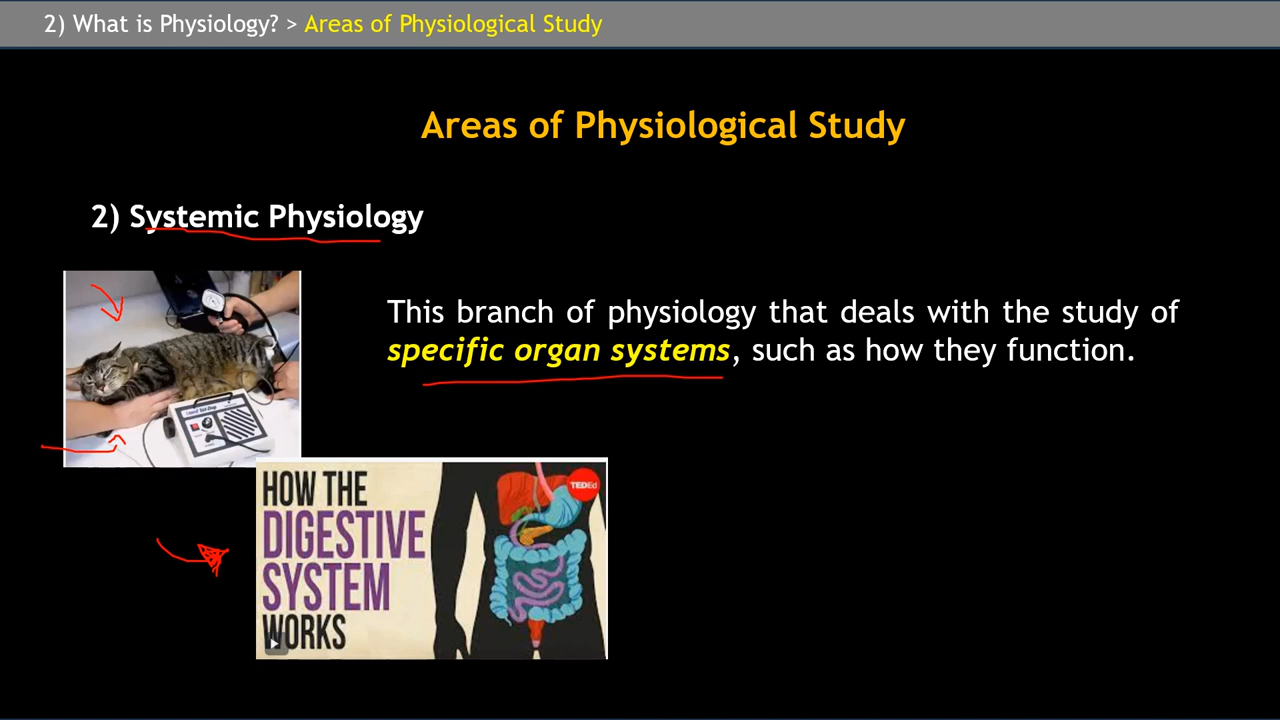 2) What is Physiology? > Areas of Physiological Study
Areas of Physiological Study
2) Systemic Physiology
This branch of physiology that deals with the study of
specific organ systems, such as how they function.
HOW THE
DIGESTIVE
SYSTEM
WORKS
TEDEd